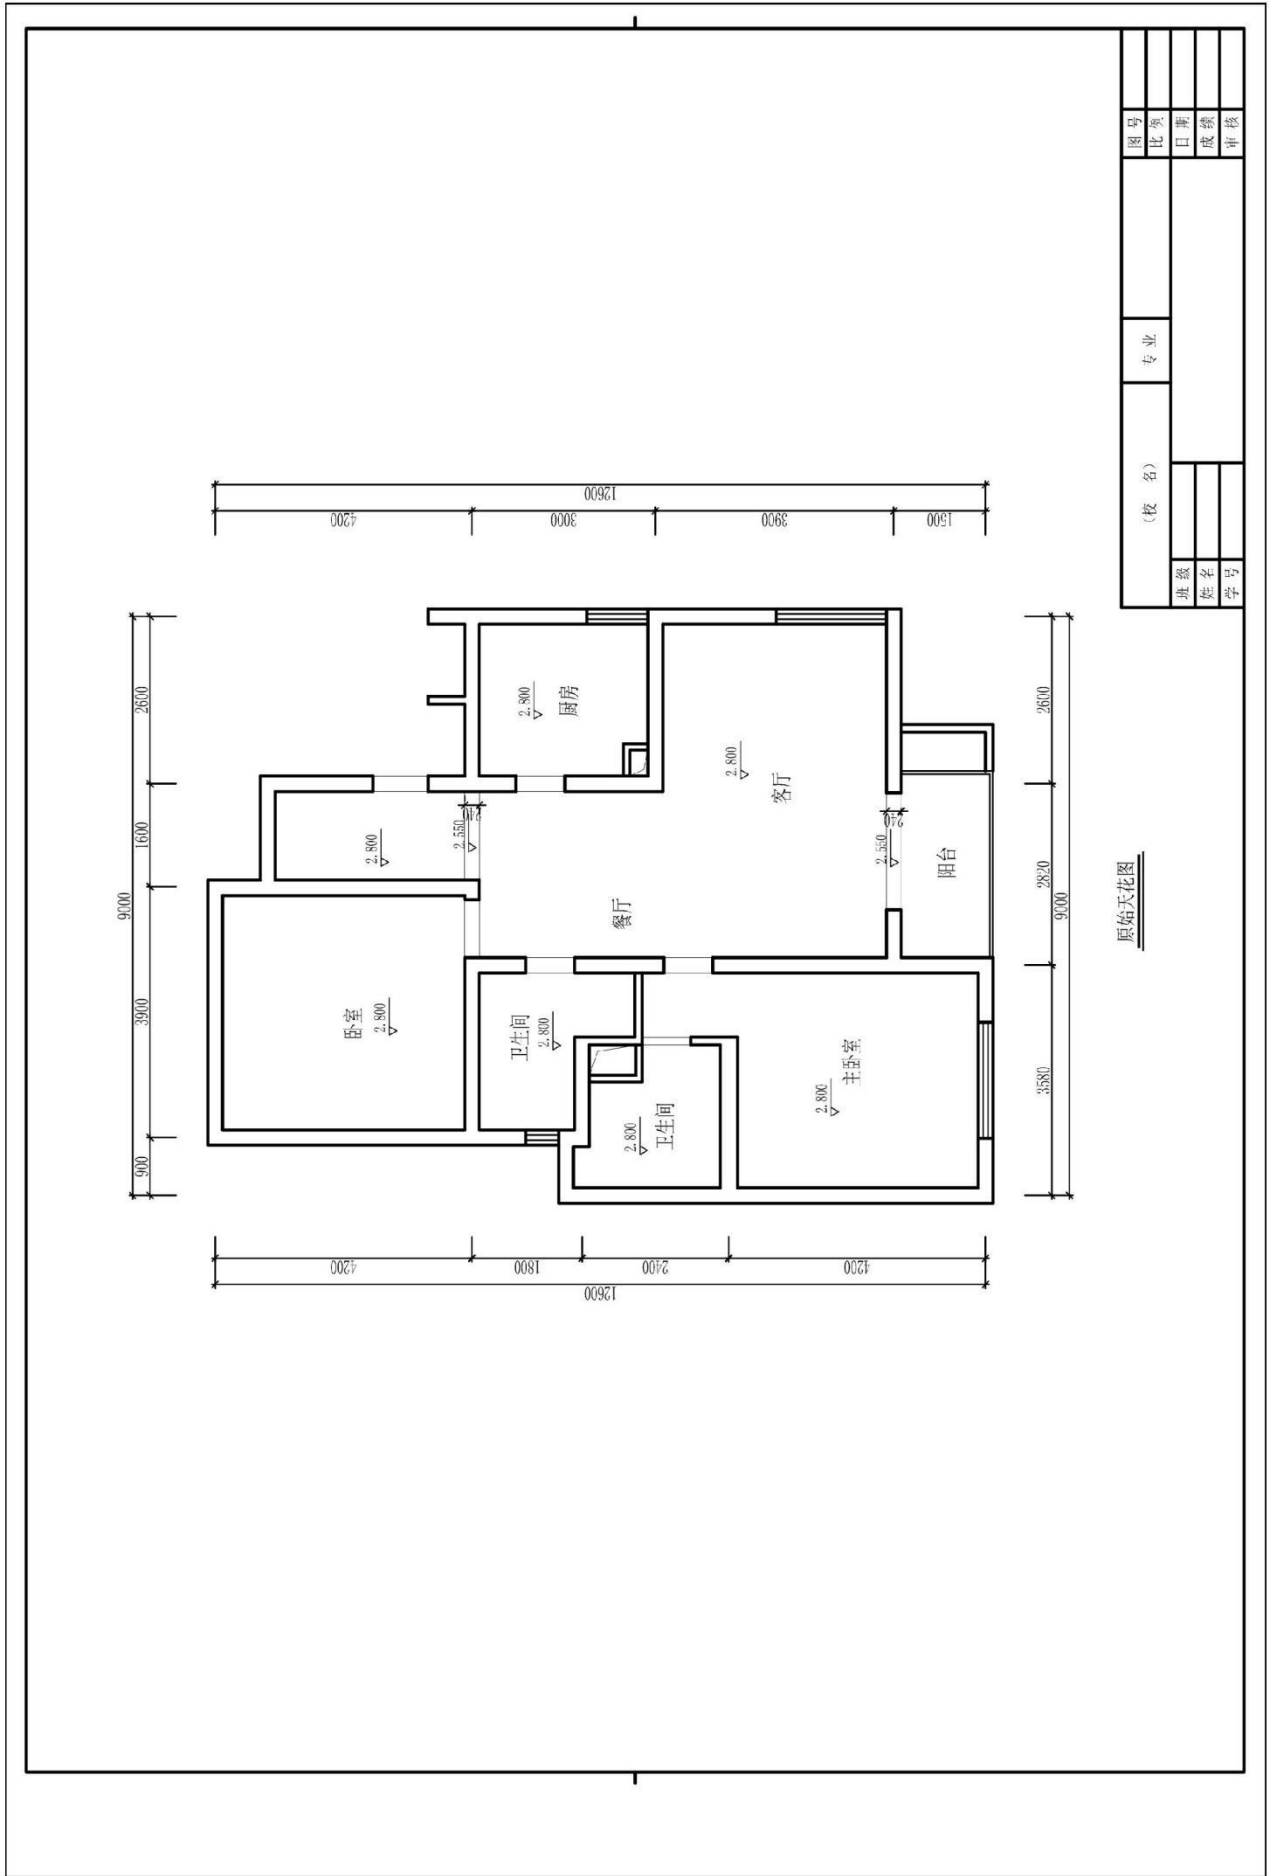 900
3900
1600
2600
9000
12600
4200
3000
3900
1500
卧室
2.800
2.800
240
2.550
2.800
厨房
餐厅
卫生间
2.800
卫生间
2.800
2.800
客厅
主卧室
2.800
240
2.550
阳台
4200
1800
2400
4200
12600
3580
2820
2600
9000
原始天花图
(校 名)
专 业
图 号
比 例
班 级
姓 名
学 号
日 期
成 绩
审 核